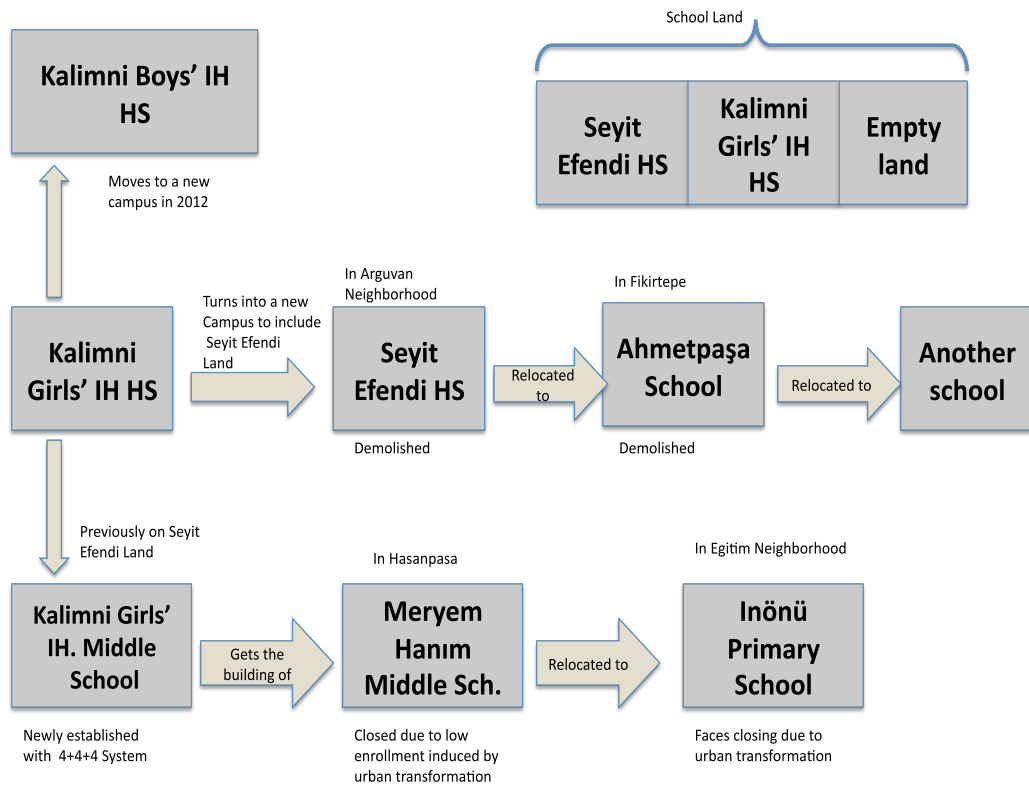 School Land
Kalimni Boys' IH
HS
Seyit
Efendi HS
Kalimni
Girls' IH
HS
Empty
land
Moves to a new
campus in 2012
Kalimni
Girls' IH HS
Turns into a new
Campus to include
Seyit Efendi
Land
In Arguvan
Neighborhood
Seyit
Efendi HS
Demolished
Relocated
to
In Fikirtepe
Ahmetpaşa
School
Demolished
Relocated to
Another
school
Previously on Seyit
Efendi Land
Kalimni Girls'
IH. Middle
School
Newly established
with 4+4+4 System
Gets the
building of
In Hasanpasa
Meryem
Hanım
Middle Sch.
Closed due to low
enrollment induced by
urban transformation
Relocated to
In Egitim Neighborhood
Inönü
Primary
School
Faces closing due to
urban transformation